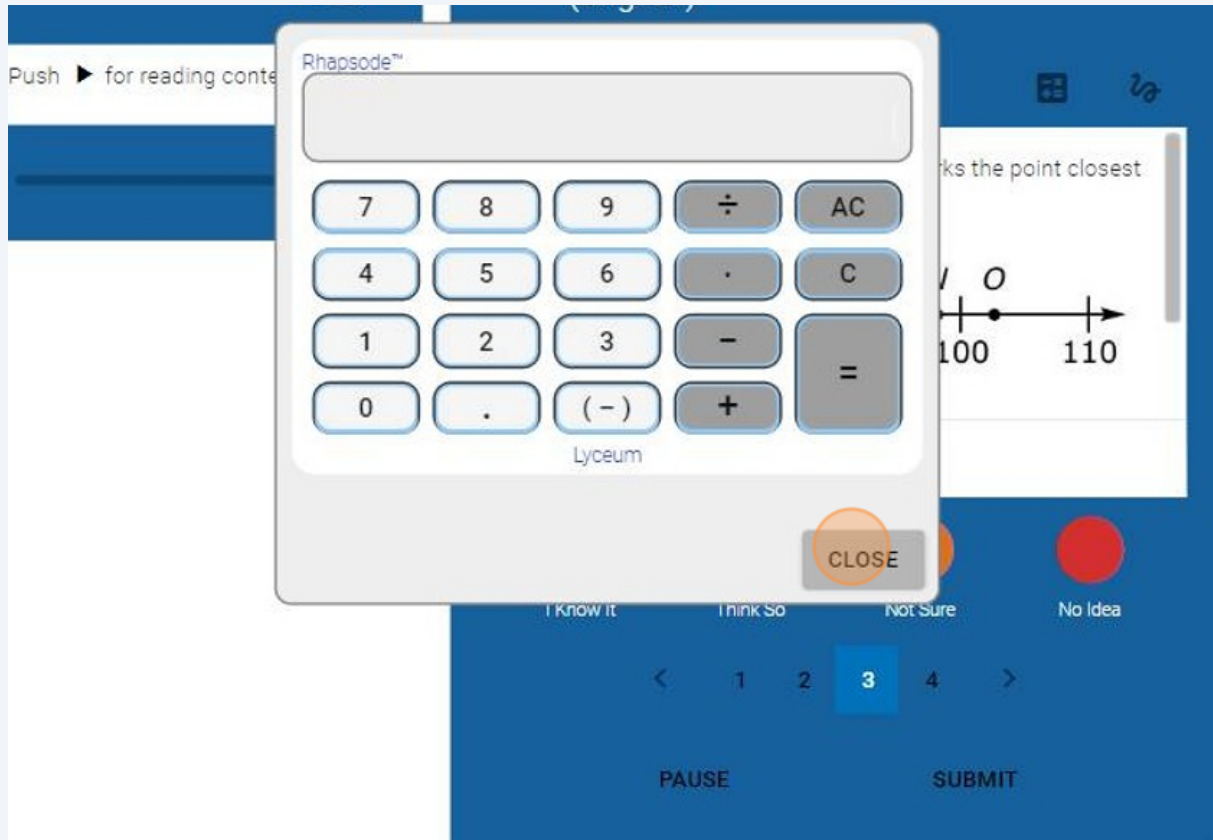 Push ▶ for reading conte
Rhapsode™
7 8 9 ÷ AC
4 5 6 · C
1 2 3 − =
0 . (-) +
Lyceum
CLOSE
rks the point closest
O
100 110
I Know It Think So Not Sure No Idea
< 1 2 3 4 >
PAUSE SUBMIT